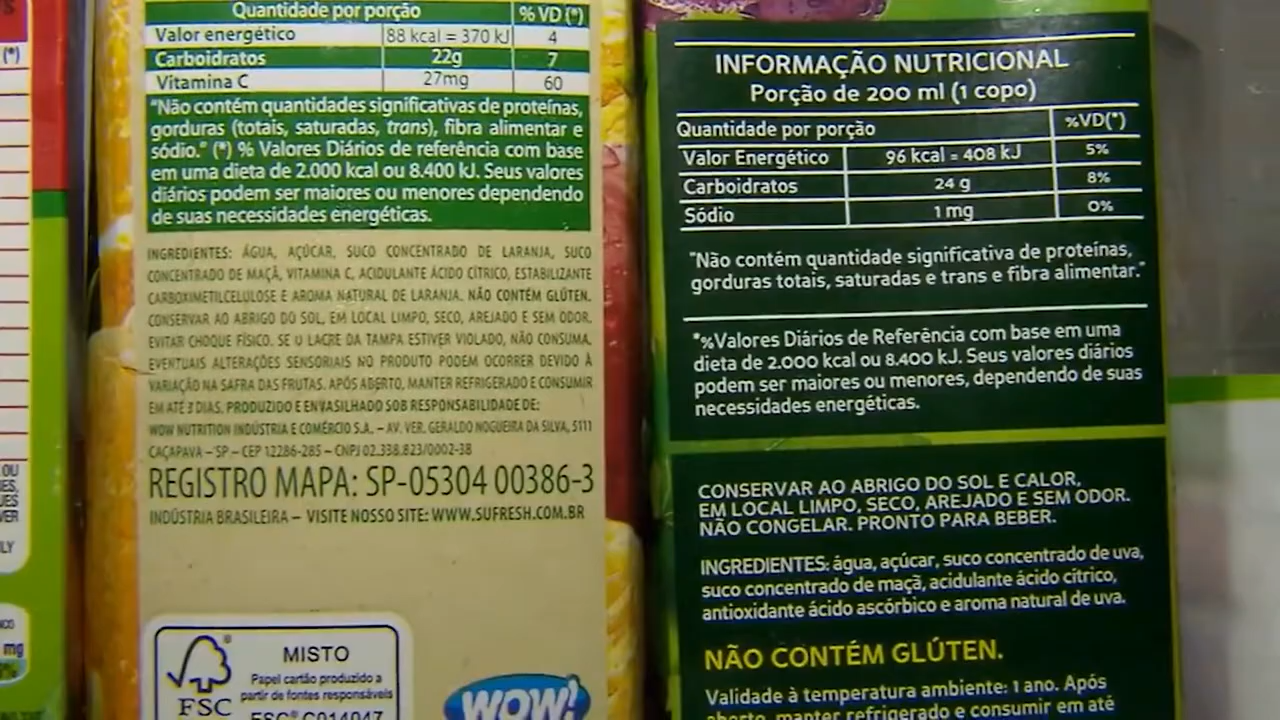 Quantidade por porção % VD (*)
Valor energético 88 kcal = 370 kJ 4
Carboidratos 22g 7
Vitamina C 27mg 60
"Não contém quantidades significativas de proteínas,
gorduras (totais, saturadas, trans), fibra alimentar e
sódio." (*) % Valores Diários de referência com base
em uma dieta de 2.000 kcal ou 8.400 kJ. Seus valores
diários podem ser maiores ou menores dependendo
de suas necessidades energéticas.
INGREDIENTES: ÁGUA, AÇÚCAR, SUCO CONCENTRADO DE LARANJA, SUCO
CONCENTRADO DE MAÇÃ, VITAMINA C, ACIDULANTE ÁCIDO CÍTRICO, ESTABILIZANTE
CARBOXIMETILCELULOSE E AROMA NATURAL DE LARANJA. NÃO CONTÉM GLÚTEN.
CONSERVAR AO ABRIGO DO SOL, EM LOCAL LIMPO, SECO, AREJADO E SEM ODOR.
EVITAR CHOQUE FÍSICO. SE O LACRE DA TAMPA ESTIVER VIOLADO, NÃO CONSUMA.
EVENTUAIS ALTERAÇÕES SENSORIAIS NO PRODUTO PODEM OCORRER DEVIDO À
VARIAÇÃO NA SAFRA DAS FRUTAS. APÓS ABERTO, MANTER REFRIGERADO E CONSUMIR
EM ATÉ 3 DIAS. PRODUZIDO E ENVASILHADO SOB RESPONSABILIDADE DE:
WOW NUTRITION INDÚSTRIA E COMÉRCIO S.A. – AV. VER. GERALDO NOGUEIRA DA SILVA, 5111
CAÇAPAVA – SP – CEP 12286-285 – CNPJ 02.338.823/0002-38
REGISTRO MAPA: SP-05304 00386-3
INDÚSTRIA BRASILEIRA – VISITE NOSSO SITE: WWW.SUFRESH.COM.BR
FSC
MISTO
Papel cartão produzido a
partir de fontes responsáveis
FSC® C014047
WOW!
INFORMAÇÃO NUTRICIONAL
Porção de 200 ml (1 copo)
Quantidade por porção %VD(*)
Valor Energético 96 kcal = 408 kJ 5%
Carboidratos 24 g 8%
Sódio 1 mg 0%
"Não contém quantidade significativa de proteínas,
gorduras totais, saturadas e trans e fibra alimentar."
*%Valores Diários de Referência com base em uma
dieta de 2.000 kcal ou 8.400 kJ. Seus valores diários
podem ser maiores ou menores, dependendo de suas
necessidades energéticas.
CONSERVAR AO ABRIGO DO SOL E CALOR,
EM LOCAL LIMPO, SECO, AREJADO E SEM ODOR.
NÃO CONGELAR. PRONTO PARA BEBER.
INGREDIENTES: água, açúcar, suco concentrado de uva,
suco concentrado de maçã, acidulante ácido cítrico,
antioxidante ácido ascórbico e aroma natural de uva.
NÃO CONTÉM GLÚTEN.
Validade à temperatura ambiente: 1 ano. Após
aberto, manter refrigerado e consumir em até
(*)
OU
VER
LY
mg